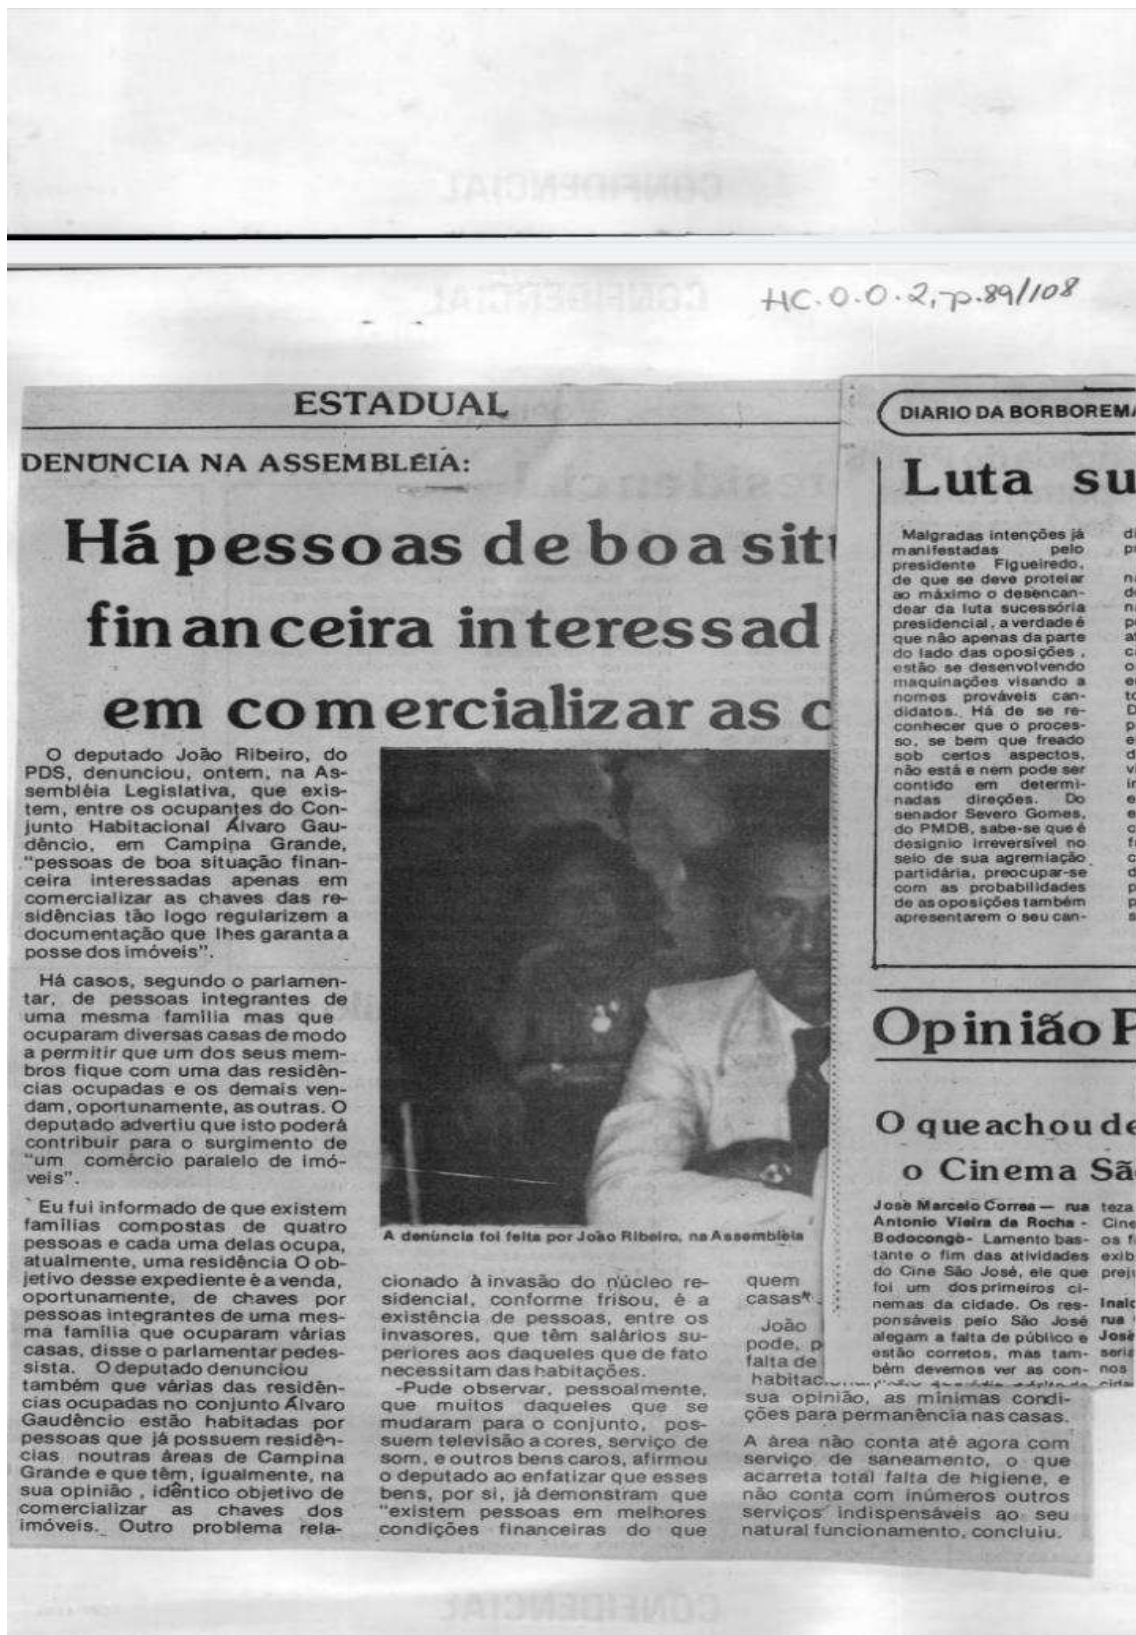 CONFIDENCIAL
CONFIDENCIAL
HC.0.0.2, p.89/108
ESTADUAL
DENÚNCIA NA ASSEMBLÉIA:
Há pessoas de boa situ
financeira interessad
em comercializar as c
O deputado João Ribeiro, do
PDS, denunciou, ontem, na As-
sembléia Legislativa, que exis-
tem, entre os ocupantes do Con-
junto Habitacional Álvaro Gau-
dêncio, em Campina Grande,
"pessoas de boa situação finan-
ceira interessadas apenas em
comercializar as chaves das re-
sidências tão logo regularizem a
documentação que lhes garanta a
posse dos imóveis".
Há casos, segundo o parlamen-
tar, de pessoas integrantes de
uma mesma família mas que
ocuparam diversas casas de modo
a permitir que um dos seus mem-
bros fique com uma das residên-
cias ocupadas e os demais ven-
dam, oportunamente, as outras. O
deputado advertiu que isto poderá
contribuir para o surgimento de
"um comércio paralelo de imó-
veis".
Eu fui informado de que existem
famílias compostas de quatro
pessoas e cada uma delas ocupa,
atualmente, uma residência O ob-
jetivo desse expediente é a venda,
oportunamente, de chaves por
pessoas integrantes de uma mes-
ma família que ocuparam várias
casas, disse o parlamentar pedes-
sista. O deputado denunciou
também que várias das residên-
cias ocupadas no conjunto Álvaro
Gaudêncio estão habitadas por
pessoas que já possuem residên-
cias noutras áreas de Campina
Grande e que têm, igualmente, na
sua opinião , idêntico objetivo de
comercializar as chaves dos
imóveis. Outro problema rela-
A denúncia foi feita por João Ribeiro, na Assembléia
cionado à invasão do núcleo re-
sidencial, conforme frisou, é a
existência de pessoas, entre os
invasores, que têm salários su-
periores aos daqueles que de fato
necessitam das habitações.
-Pude observar, pessoalmente,
que muitos daqueles que se
mudaram para o conjunto, pos-
suem televisão a cores, serviço de
som, e outros bens caros, afirmou
o deputado ao enfatizar que esses
bens, por si, já demonstram que
"existem pessoas em melhores
condições financeiras do que
quem
casas".
João
pode, p
falta de
habitac
sua opinião, as mínimas condi-
ções para permanência nas casas.
A área não conta até agora com
serviço de saneamento, o que
acarreta total falta de higiene, e
não conta com inúmeros outros
serviços indispensáveis ao seu
natural funcionamento, concluiu.
DIARIO DA BORBOREMA
Luta su
Malgradas intenções já
manifestadas pelo
presidente Figueiredo,
de que se deve protelar
ao máximo o desencan-
dear da luta sucessória
presidencial, a verdade é
que não apenas da parte
do lado das oposições ,
estão se desenvolvendo
maquinações visando a
nomes prováveis can-
didatos. Há de se re-
conhecer que o proces-
so, se bem que freado
sob certos aspectos,
não está e nem pode ser
contido em determi-
nadas direções. Do
senador Severo Gomes,
do PMDB, sabe-se que é
designio irreversível no
seio de sua agremiação
partidária, preocupar-se
com as probabilidades
de as oposições também
apresentarem o seu can-
Opinião P
O que achou de
o Cinema Sã
José Marcelo Correa — rua
Antonio Vieira da Rocha -
Bodocongó- Lamento bas-
tante o fim das atividades
do Cine São José, ele que
foi um dos primeiros ci-
nemas da cidade. Os res-
ponsáveis pelo São José
alegam a falta de público e
estão corretos, mas tam-
bém devemos ver as con-
teza
Cine
os f
exib
preju
Inalc
rua
José
seria
nos
cida
CONFIDENCIAL